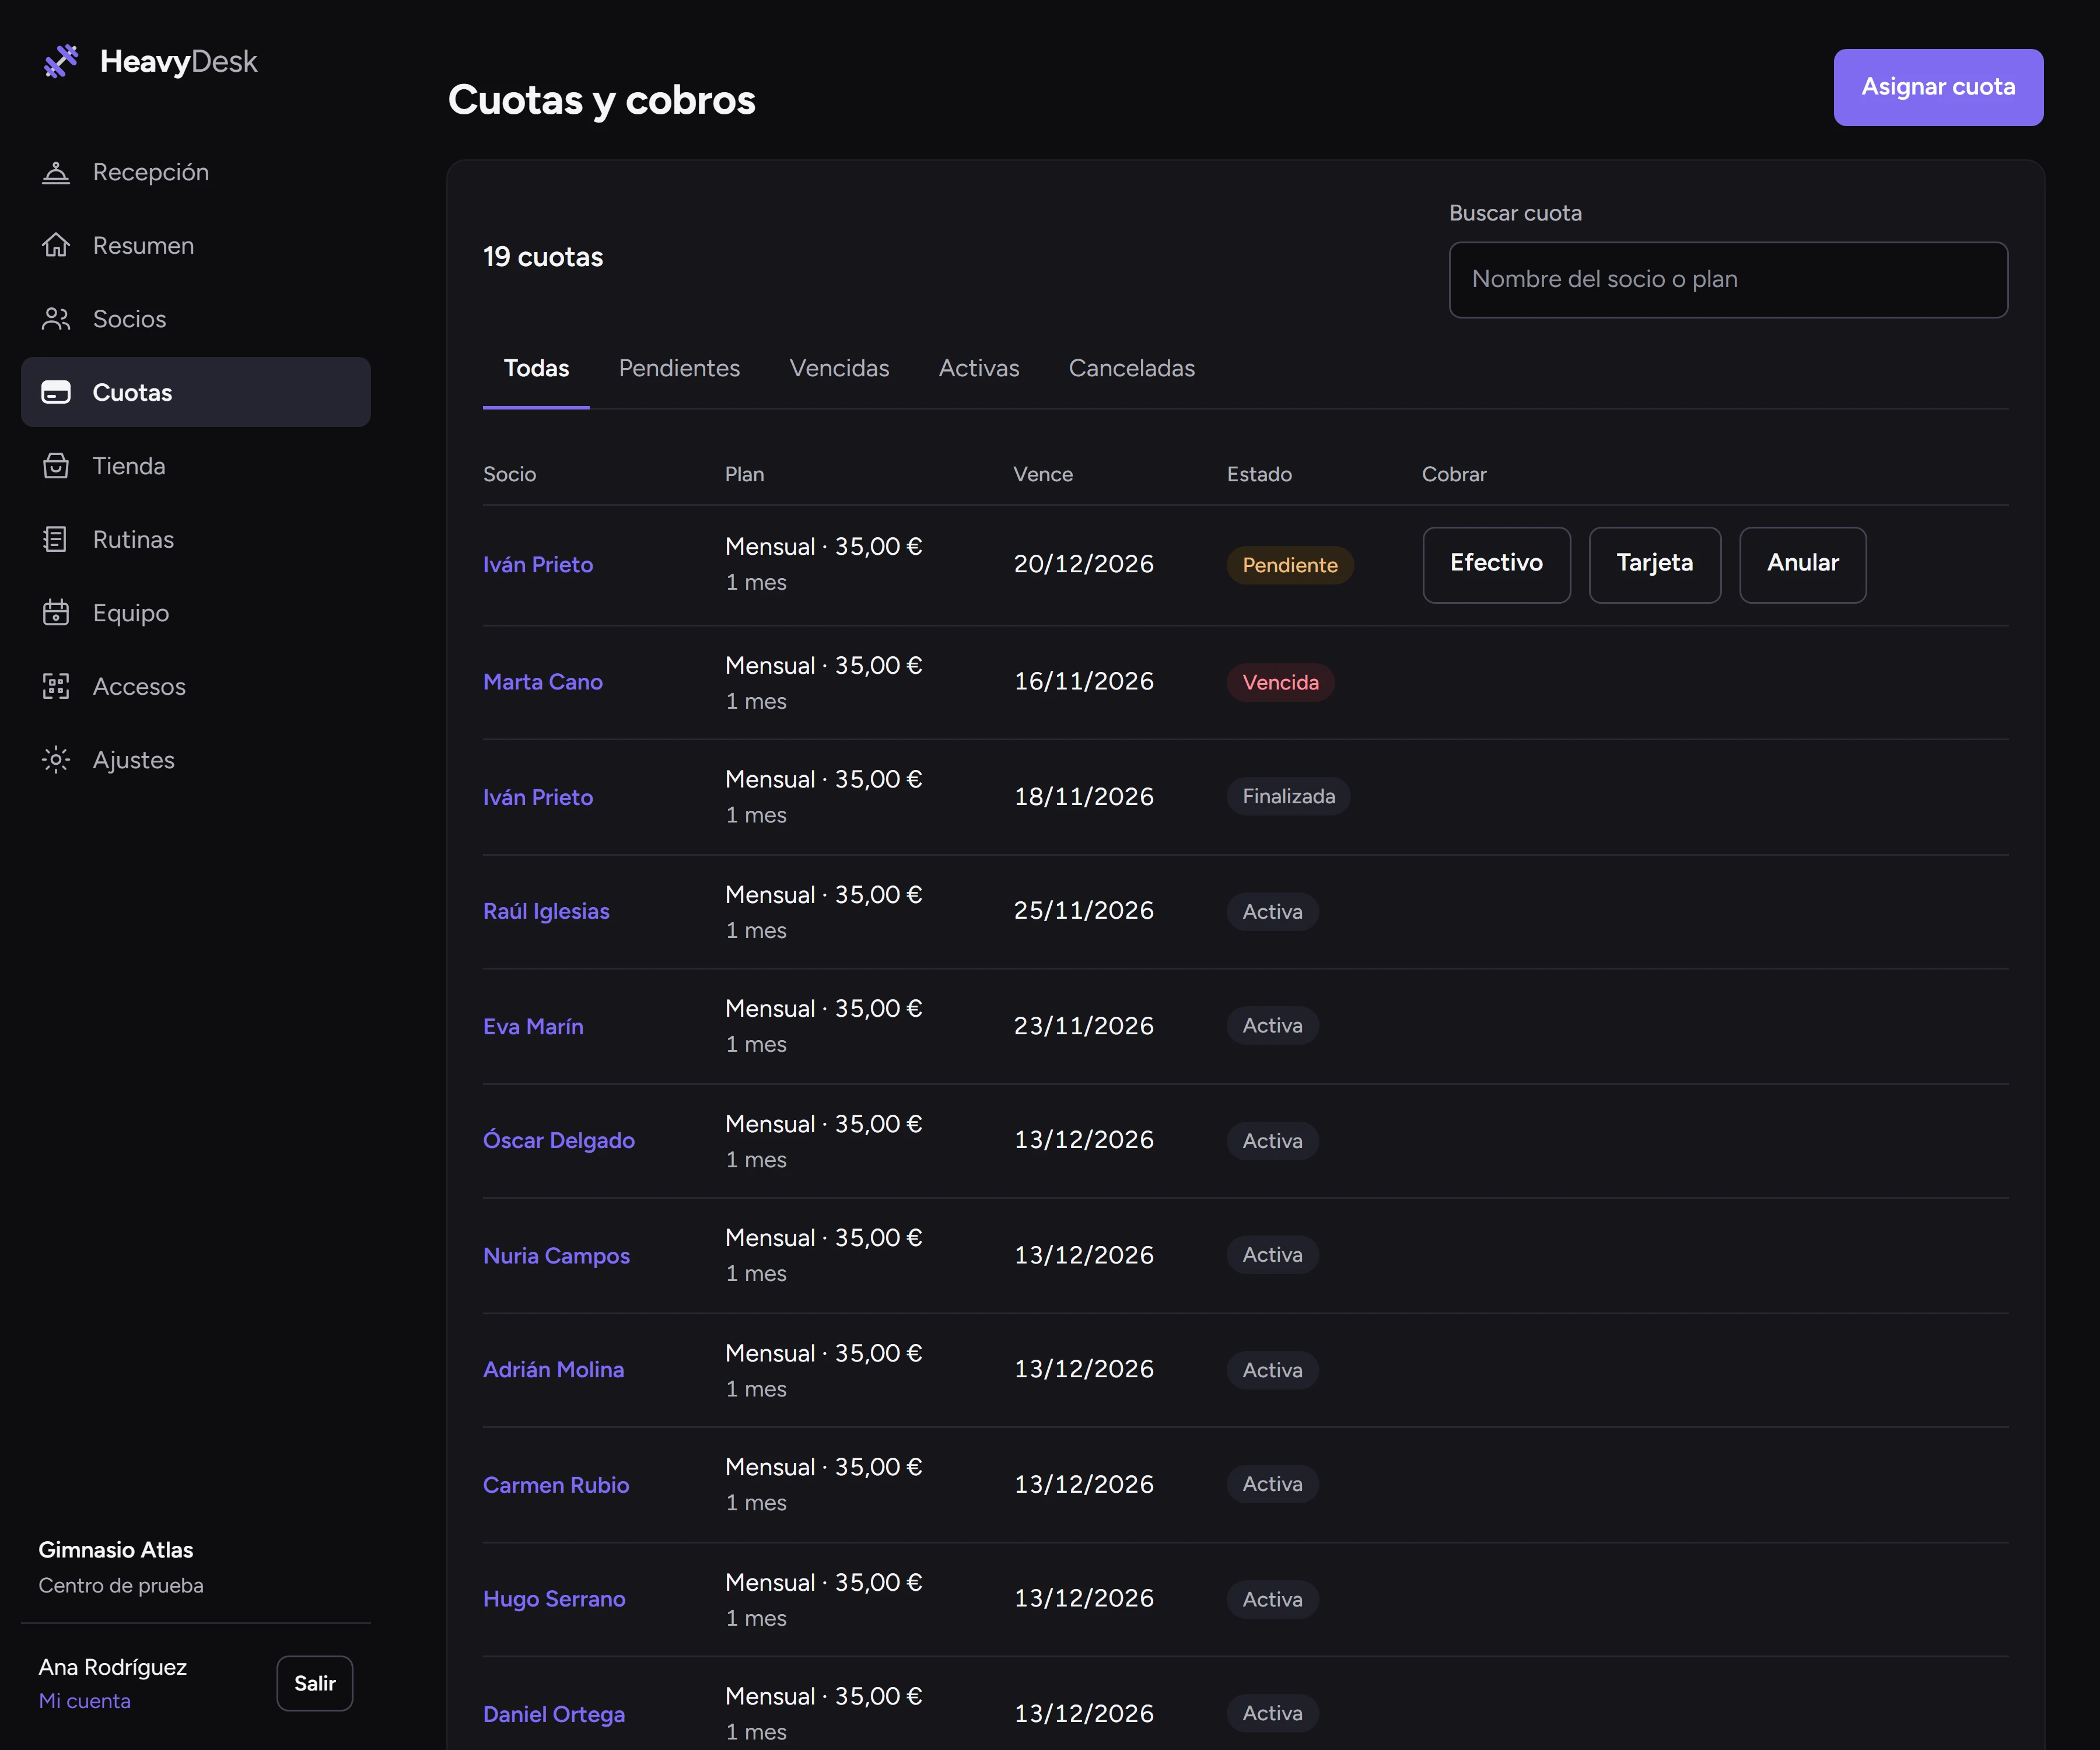 HeavyDesk
Recepción
Resumen
Socios
Cuotas
Tienda
Rutinas
Equipo
Accesos
Ajustes
Gimnasio Atlas
Centro de prueba
Ana Rodríguez
Mi cuenta
Salir
Cuotas y cobros
Asignar cuota
19 cuotas
Buscar cuota
Nombre del socio o plan
Todas Pendientes Vencidas Activas Canceladas
Socio Plan Vence Estado Cobrar
Iván Prieto Mensual · 35,00 € 20/12/2026 Pendiente Efectivo Tarjeta Anular
1 mes
Marta Cano Mensual · 35,00 € 16/11/2026 Vencida
1 mes
Iván Prieto Mensual · 35,00 € 18/11/2026 Finalizada
1 mes
Raúl Iglesias Mensual · 35,00 € 25/11/2026 Activa
1 mes
Eva Marín Mensual · 35,00 € 23/11/2026 Activa
1 mes
Óscar Delgado Mensual · 35,00 € 13/12/2026 Activa
1 mes
Nuria Campos Mensual · 35,00 € 13/12/2026 Activa
1 mes
Adrián Molina Mensual · 35,00 € 13/12/2026 Activa
1 mes
Carmen Rubio Mensual · 35,00 € 13/12/2026 Activa
1 mes
Hugo Serrano Mensual · 35,00 € 13/12/2026 Activa
1 mes
Daniel Ortega Mensual · 35,00 € 13/12/2026 Activa
1 mes